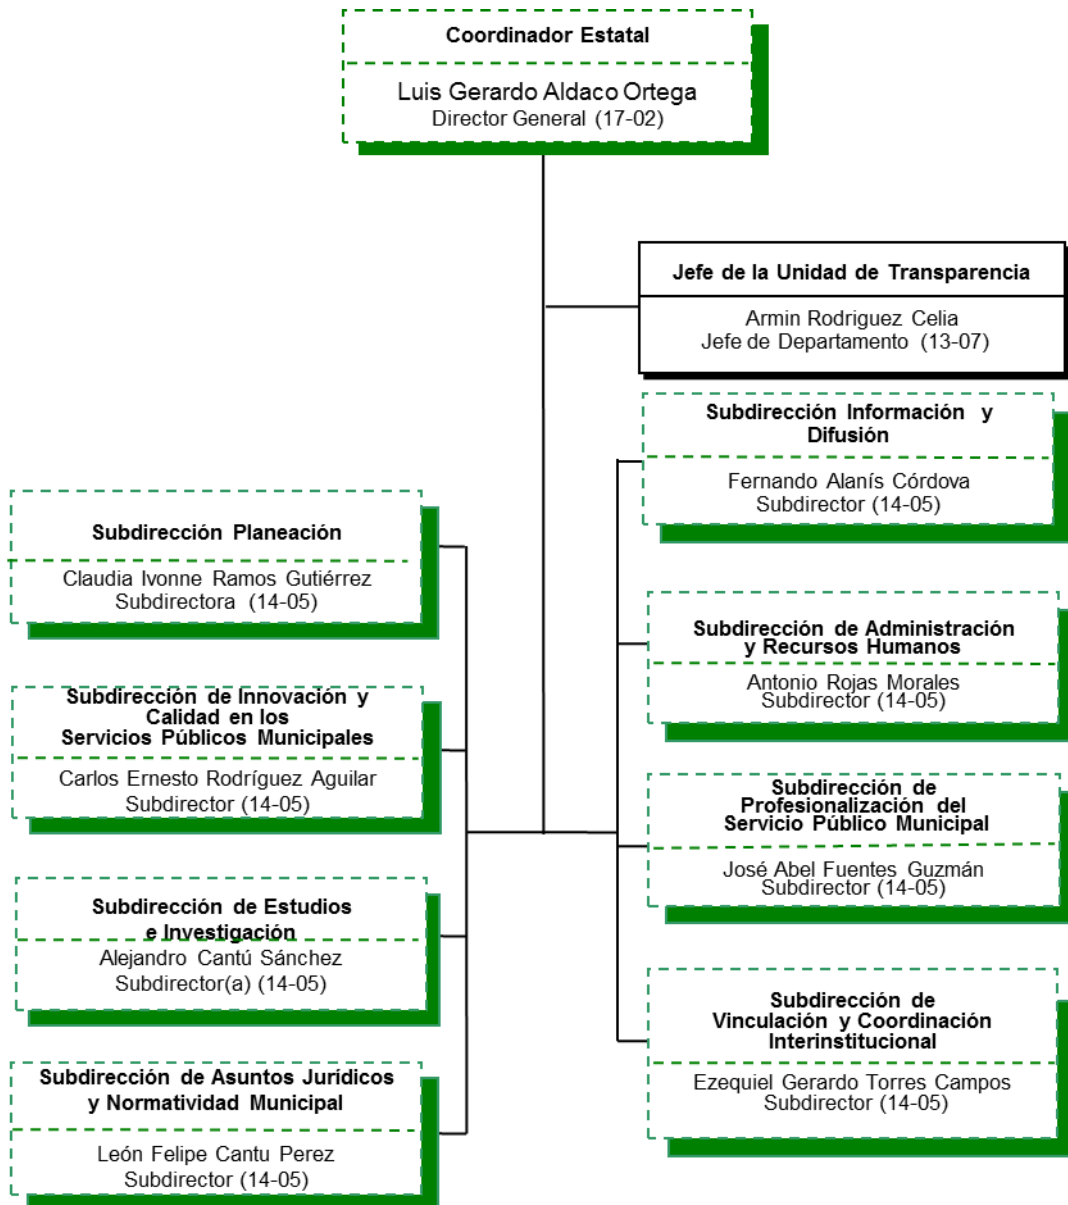 Coordinador Estatal
Luis Gerardo Aldaco Ortega
Director General (17-02)
Jefe de la Unidad de Transparencia
Armin Rodriguez Celia
Jefe de Departamento (13-07)
Subdirección Información y
Difusión
Fernando Alanís Córdova
Subdirector (14-05)
Subdirección Planeación
Claudia Ivonne Ramos Gutiérrez
Subdirectora (14-05)
Subdirección de Administración
y Recursos Humanos
Antonio Rojas Morales
Subdirector (14-05)
Subdirección de Innovación y
Calidad en los
Servicios Públicos Municipales
Carlos Ernesto Rodríguez Aguilar
Subdirector (14-05)
Subdirección de
Profesionalización del
Servicio Público Municipal
José Abel Fuentes Guzmán
Subdirector (14-05)
Subdirección de Estudios
e Investigación
Alejandro Cantú Sánchez
Subdirector(a) (14-05)
Subdirección de
Vinculación y Coordinación
Interinstitucional
Ezequiel Gerardo Torres Campos
Subdirector (14-05)
Subdirección de Asuntos Jurídicos
y Normatividad Municipal
León Felipe Cantu Perez
Subdirector (14-05)